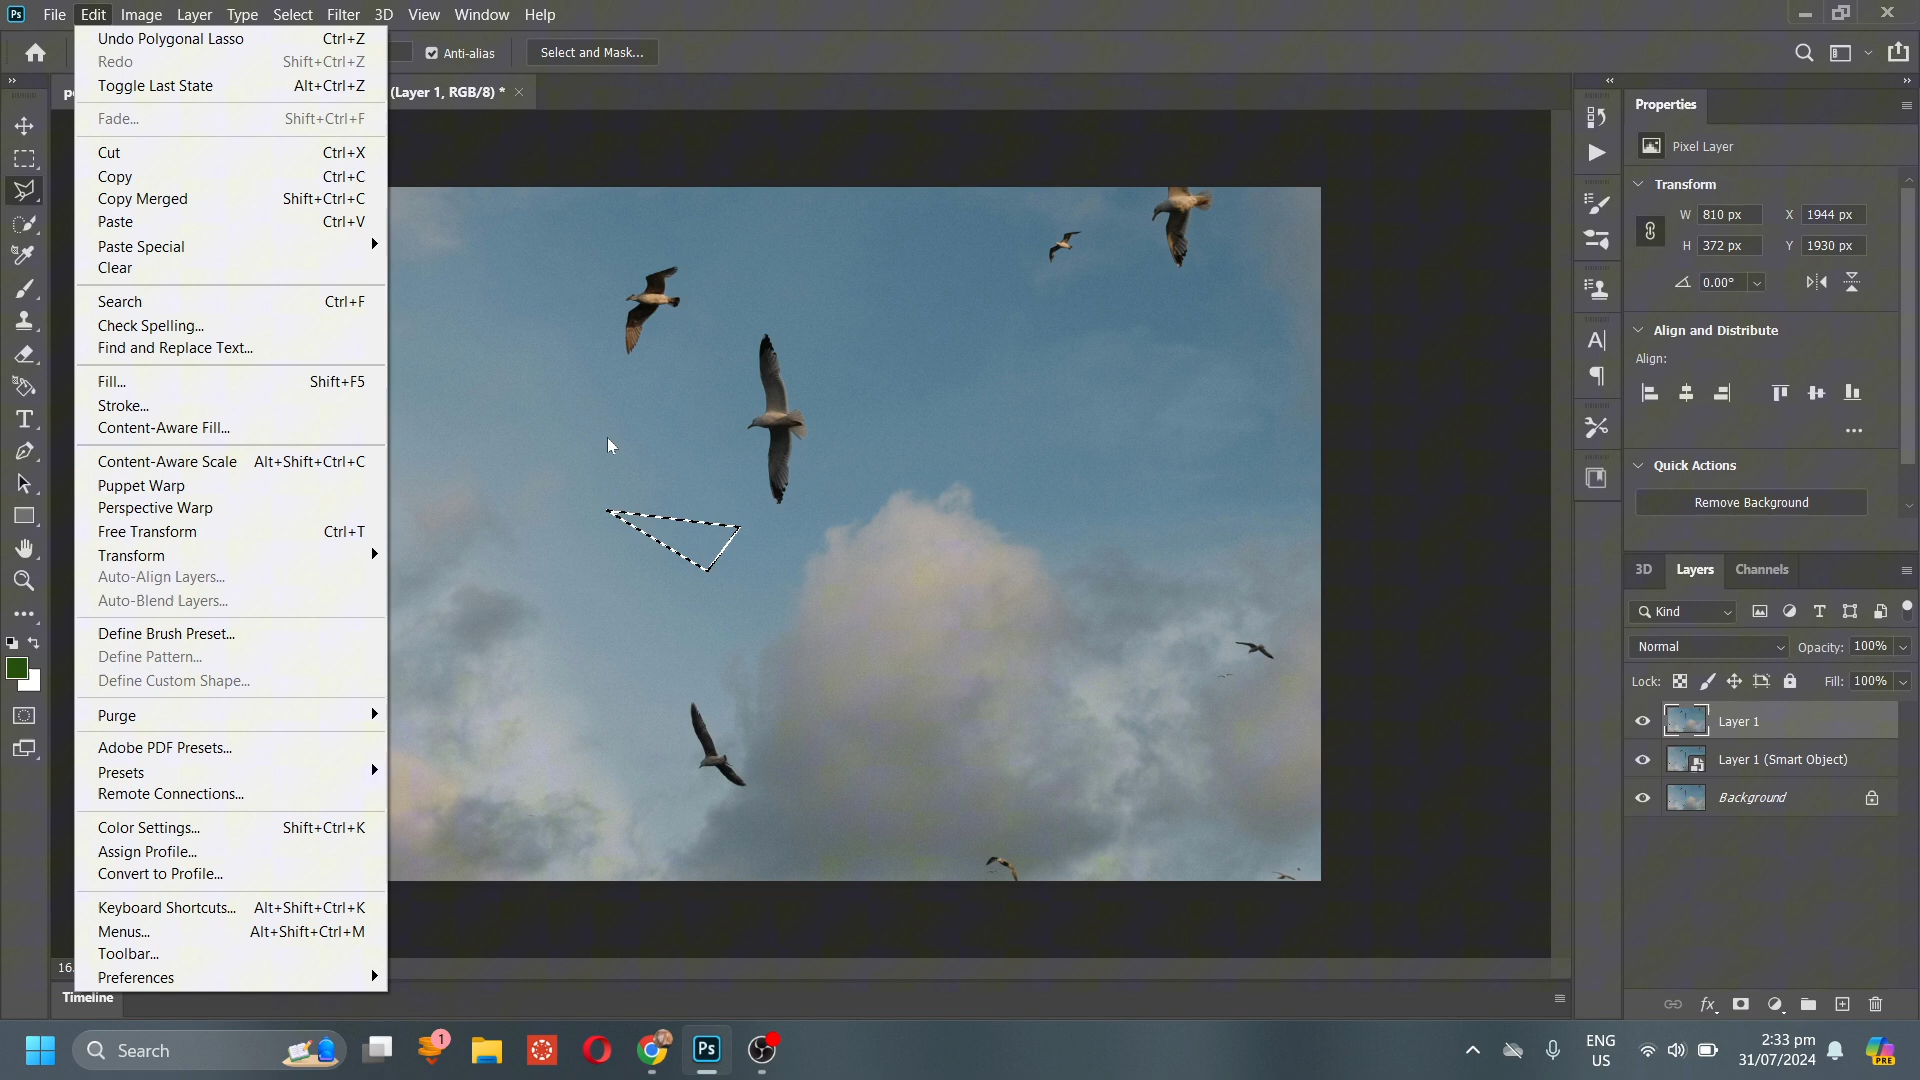 Ps File Edit Image Layer Type Select Filter 3D View Window Help
Anti-alias Select and Mask...
(Layer 1, RGB/8) *
Undo Polygonal Lasso Ctrl+Z
Redo Shift+Ctrl+Z
Toggle Last State Alt+Ctrl+Z
Fade... Shift+Ctrl+F
Cut Ctrl+X
Copy Ctrl+C
Copy Merged Shift+Ctrl+C
Paste Ctrl+V
Paste Special
Clear
Search Ctrl+F
Check Spelling...
Find and Replace Text...
Fill... Shift+F5
Stroke...
Content-Aware Fill...
Content-Aware Scale Alt+Shift+Ctrl+C
Puppet Warp
Perspective Warp
Free Transform Ctrl+T
Transform
Auto-Align Layers...
Auto-Blend Layers...
Define Brush Preset...
Define Pattern...
Define Custom Shape...
Purge
Adobe PDF Presets...
Presets
Remote Connections...
Color Settings... Shift+Ctrl+K
Assign Profile...
Convert to Profile...
Keyboard Shortcuts... Alt+Shift+Ctrl+K
Menus... Alt+Shift+Ctrl+M
Toolbar...
Preferences
16.
Timeline
Properties
Pixel Layer
Transform
W 810 px X 1944 px
H 372 px Y 1930 px
0.00°
Align and Distribute
Align:
Quick Actions
Remove Background
3D Layers Channels
Kind
Normal Opacity: 100%
Lock: Fill: 100%
Layer 1
Layer 1 (Smart Object)
Background
Search
1
Ps
ENG
US
2:33 pm
31/07/2024
PRE